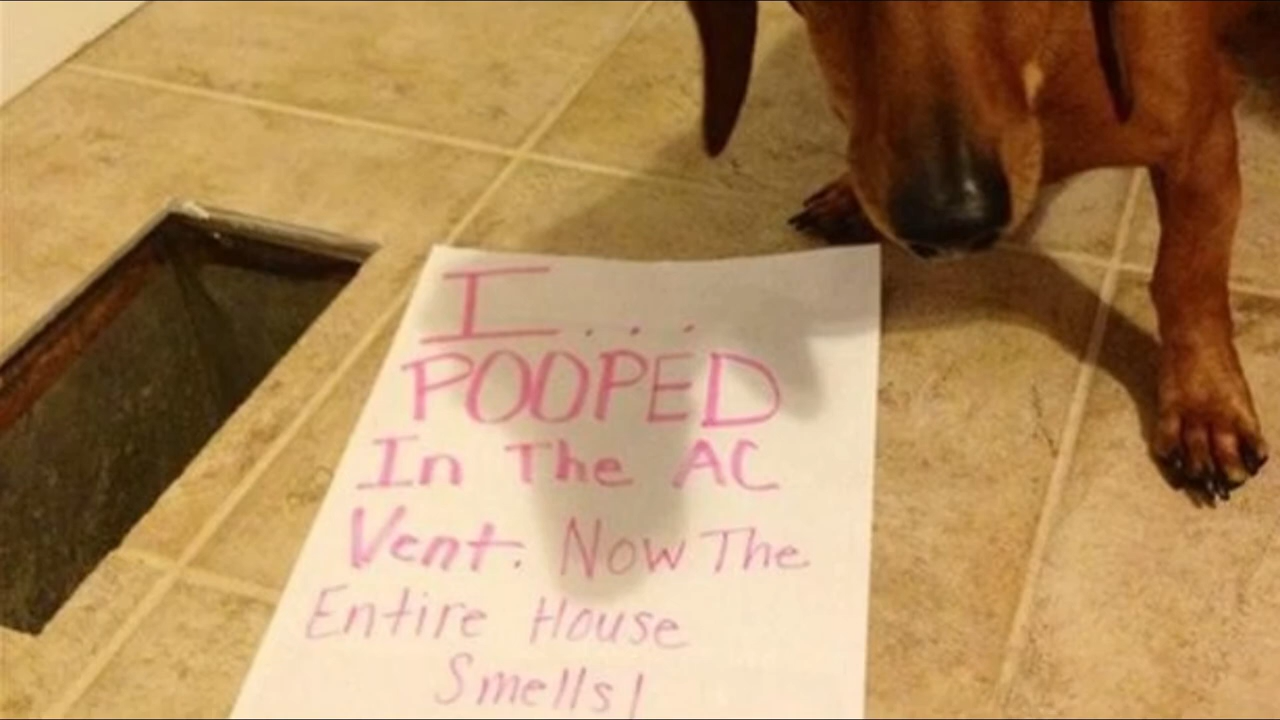 I...
POOPED
In The AC
Vent. Now The
Entire House
Smells!